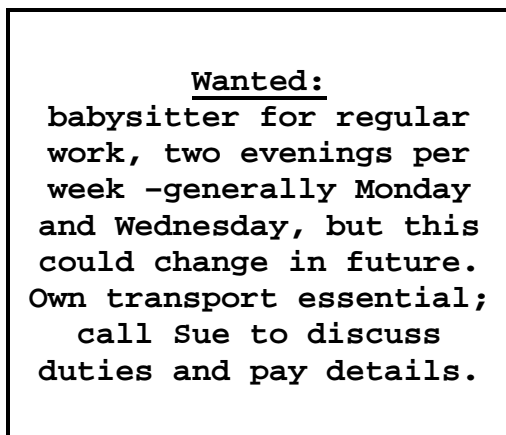 Wanted:
babysitter for regular
work, two evenings per
week –generally Monday
and Wednesday, but this
could change in future.
Own transport essential;
call Sue to discuss
duties and pay details.